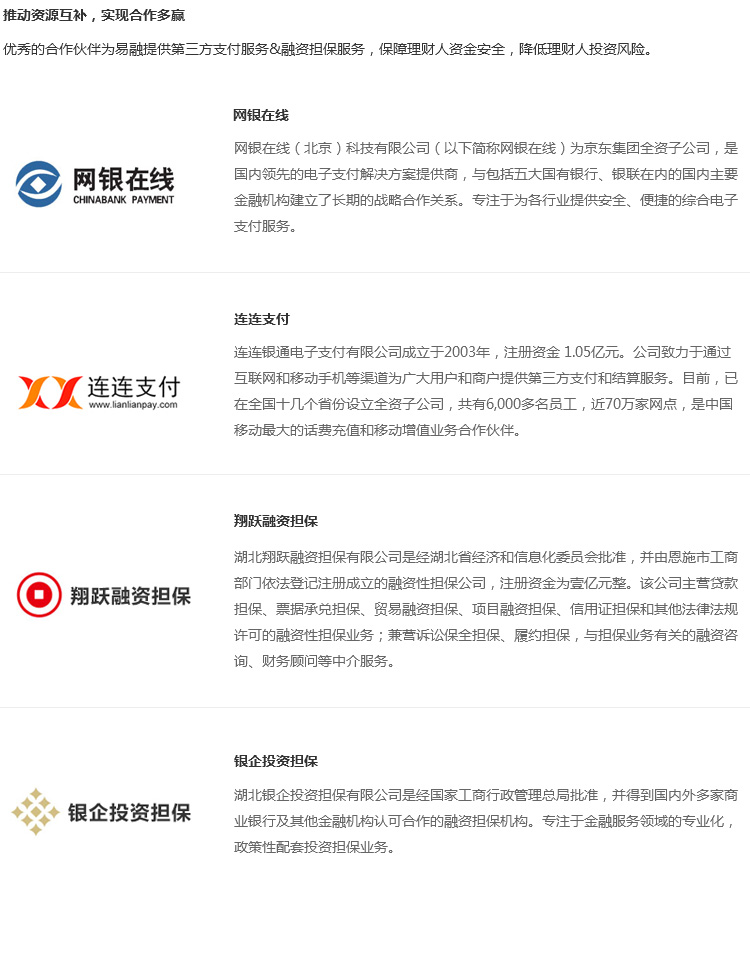 推动资源互补，实现合作多赢
优秀的合作伙伴为易融提供第三方支付服务&融资担保服务，保障理财人资金安全，降低理财人投资风险。
网银在线
CHINABANK PAYMENT
网银在线
网银在线（北京）科技有限公司（以下简称网银在线）为京东集团全资子公司，是
国内领先的电子支付解决方案提供商，与包括五大国有银行、银联在内的国内主要
金融机构建立了长期的战略合作关系。专注于为各行业提供安全、便捷的综合电子
支付服务。
连连支付
www.lianlianpay.com
连连支付
连连银通电子支付有限公司成立于2003年，注册资金 1.05亿元。公司致力于通过
互联网和移动手机等渠道为广大用户和商户提供第三方支付和结算服务。目前，已
在全国十几个省份设立全资子公司，共有6,000多名员工，近70万家网点，是中国
移动最大的话费充值和移动增值业务合作伙伴。
翔跃融资担保
翔跃融资担保
湖北翔跃融资担保有限公司是经湖北省经济和信息化委员会批准，并由恩施市工商
部门依法登记注册成立的融资性担保公司，注册资金为壹亿元整。该公司主营贷款
担保、票据承兑担保、贸易融资担保、项目融资担保、信用证担保和其他法律法规
许可的融资性担保业务；兼营诉讼保全担保、履约担保，与担保业务有关的融资咨
询、财务顾问等中介服务。
银企投资担保
银企投资担保
湖北银企投资担保有限公司是经国家工商行政管理总局批准，并得到国内外多家商
业银行及其他金融机构认可合作的融资担保机构。专注于金融服务领域的专业化，
政策性配套投资担保业务。